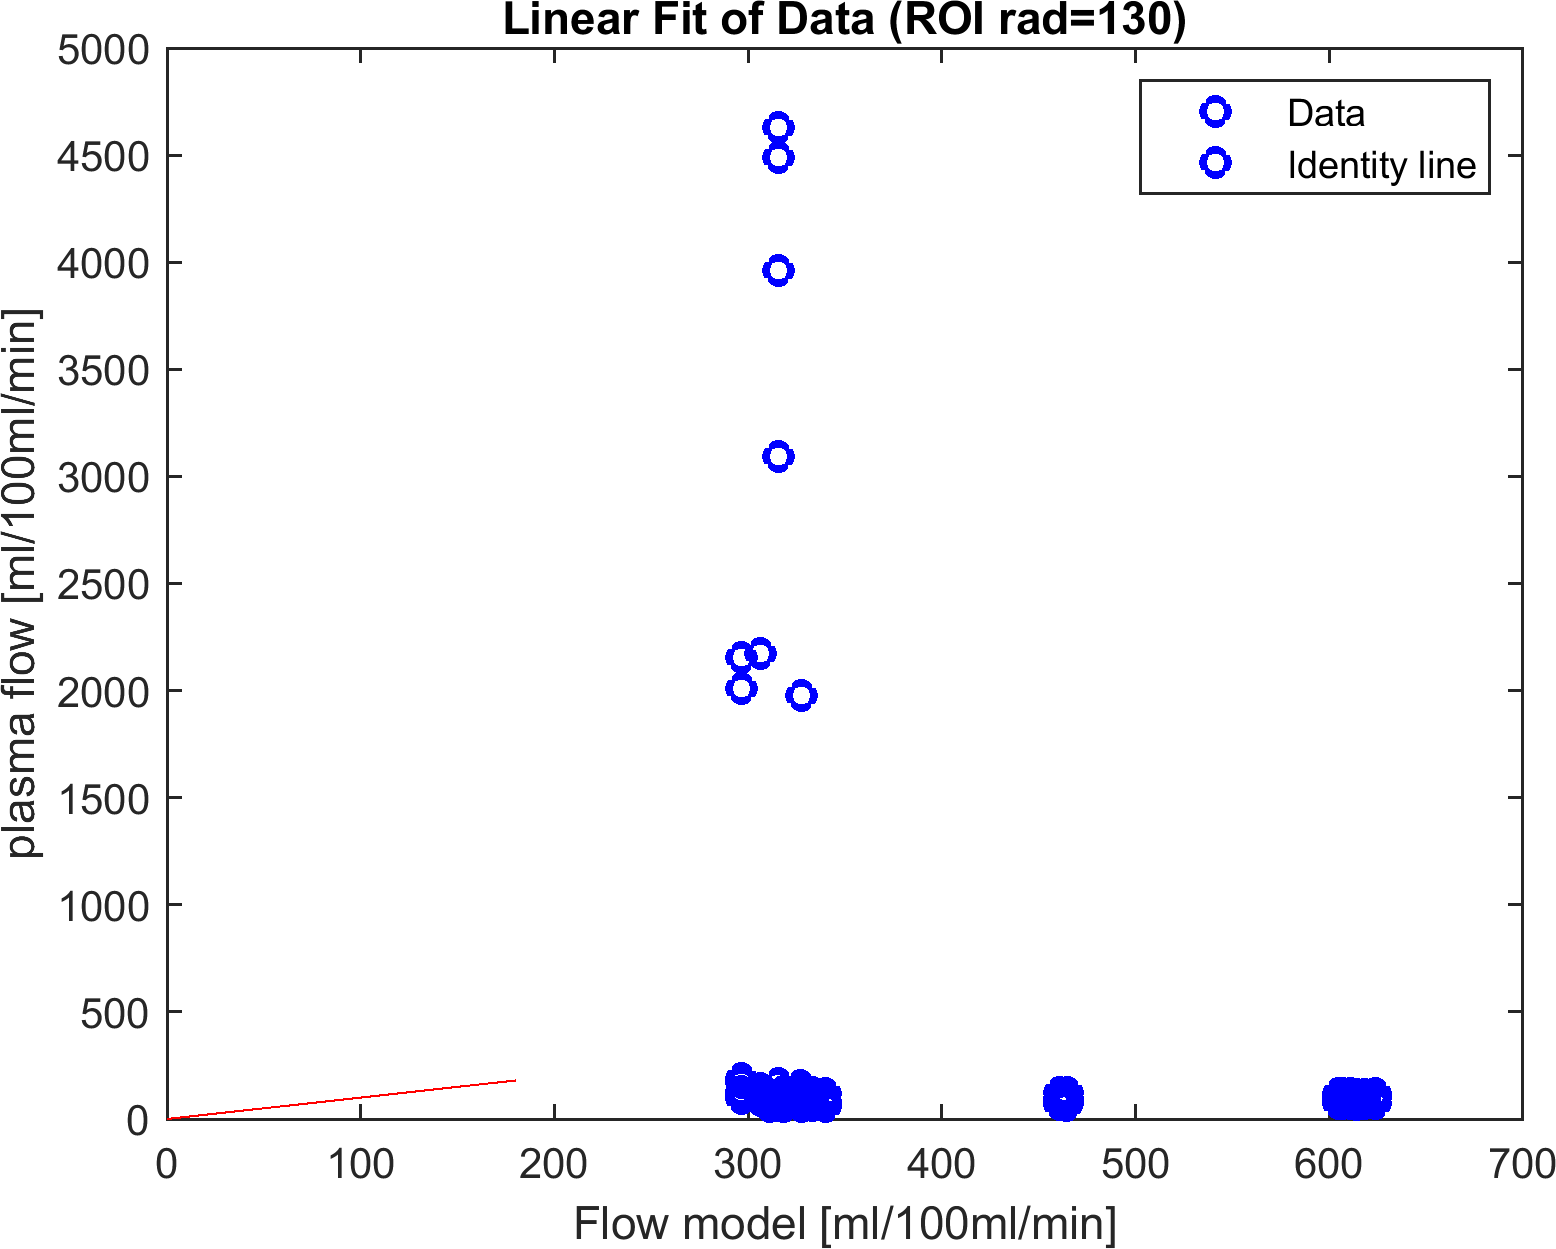 Linear Fit of Data (ROI rad=130)
5000
4500
4000
3500
3000
2500
2000
1500
1000
500
0
plasma flow [ml/100ml/min]
Data
Identity line
0 100 200 300 400 500 600 700
Flow model [ml/100ml/min]